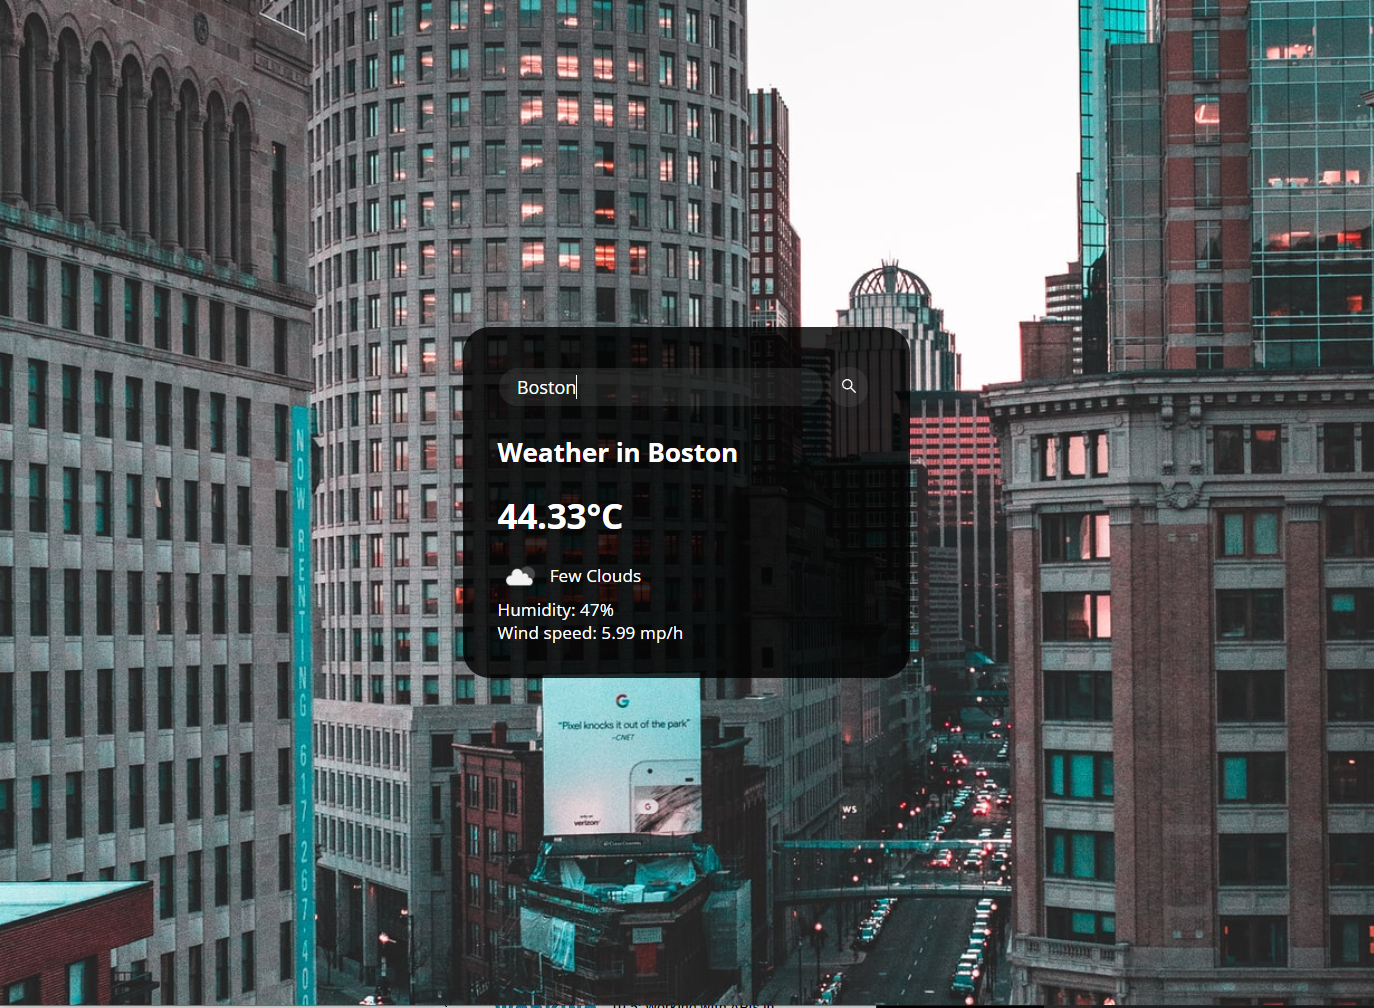 Boston
Weather in Boston
44.33°C
Few Clouds
Humidity: 47%
Wind speed: 5.99 mp/h
NOW RENTING 617·267·40
G
“Pixel knocks it out of the park”
–CNET
G
verizon
WS